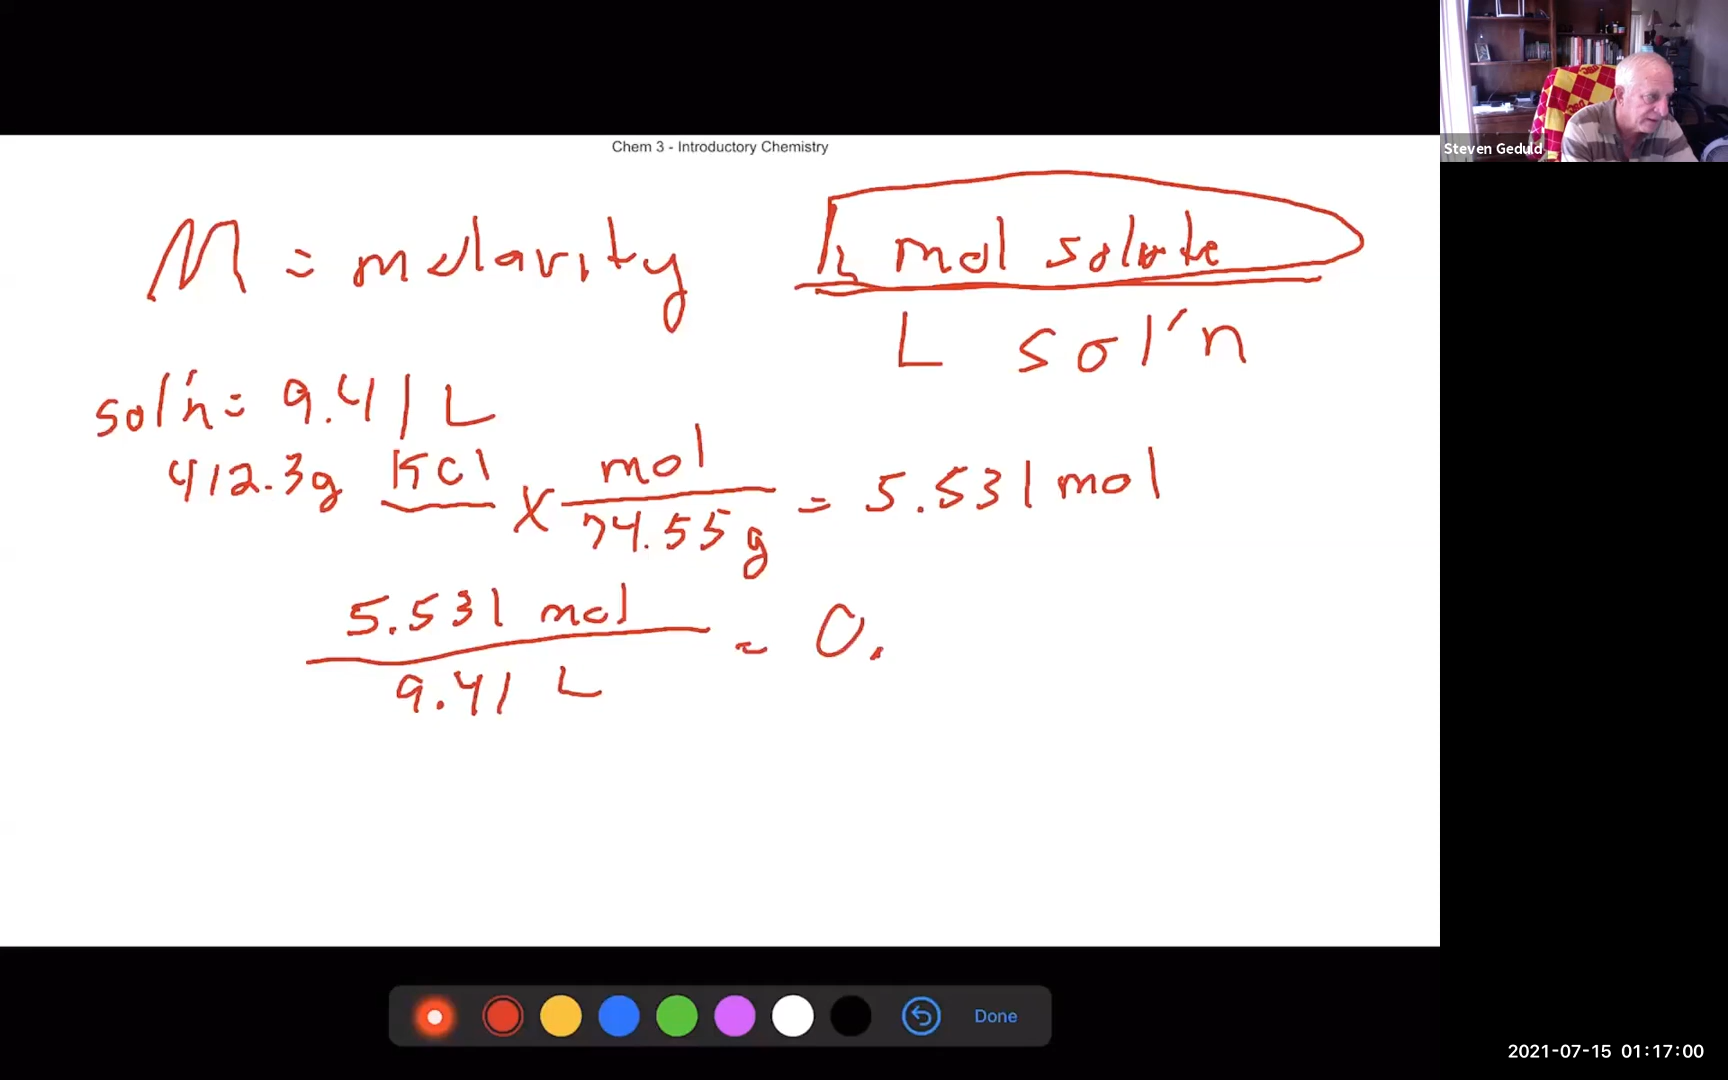 Chem 3 - Introductory Chemistry
Steven Geduld
M = molarity
n mol solute
L sol'n
sol'n = 9.41 L
412.3g KCl x mol = 5.531 mol
74.55 g
5.531 mol = 0.
9.41 L
Done
2021-07-15 01:17:00